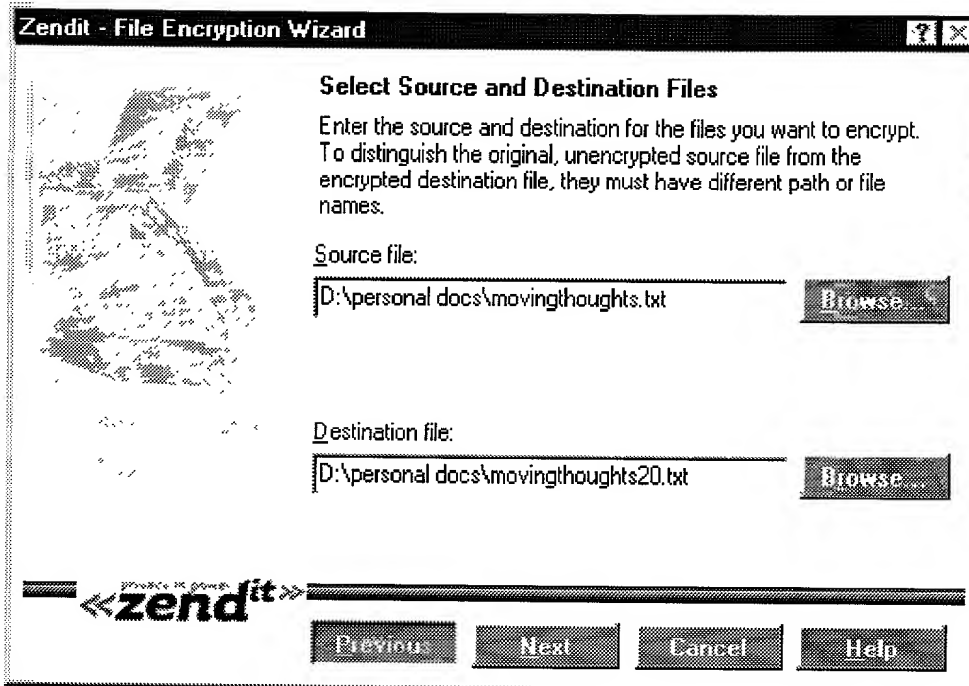 Zendit - File Encryption Wizard
Select Source and Destination Files
Enter the source and destination for the files you want to encrypt.
To distinguish the original, unencrypted source file from the
encrypted destination file, they must have different path or file
names.
Source file:
D:\personal docs\movingthoughts.txt
Browse...
Destination file:
D:\personal docs\movingthoughts20.txt
Browse...
«zendit»
Previous Next Cancel Help